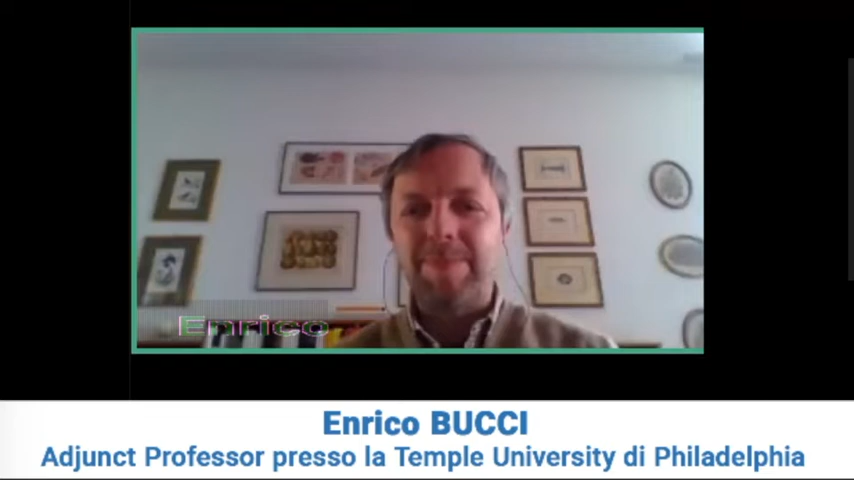 Enrico
Enrico BUCCI
Adjunct Professor presso la Temple University di Philadelphia